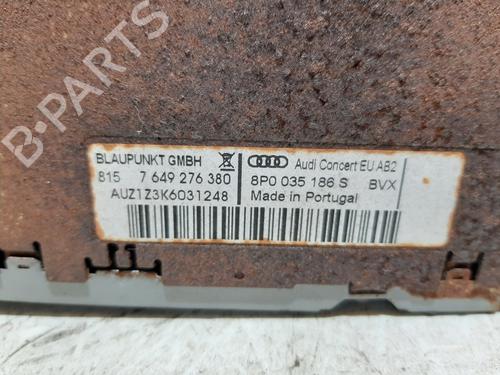 B-PARTS
BLAUPUNKT GMBH
815 7 649 276 380
AUZ1Z3K6031248
Audi Concert EU AB2
8P0 035 186 S BVX
Made in Portugal